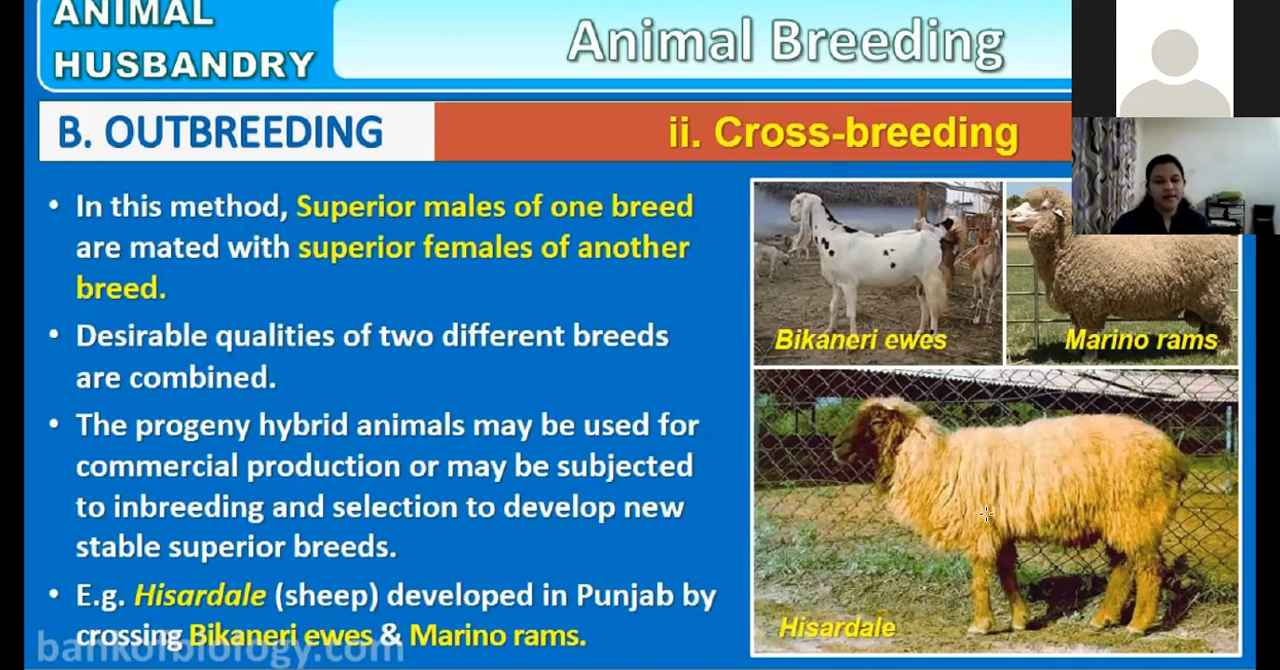 ANIMAL
HUSBANDRY
Animal Breeding
B. OUTBREEDING
ii. Cross-breeding
• In this method, Superior males of one breed
are mated with superior females of another
breed.
• Desirable qualities of two different breeds
are combined.
• The progeny hybrid animals may be used for
commercial production or may be subjected
to inbreeding and selection to develop new
stable superior breeds.
• E.g. Hisardale (sheep) developed in Punjab by
crossing Bikaneri ewes & Marino rams.
bankofbiology.com
Bikaneri ewes
Marino rams
Hisardale